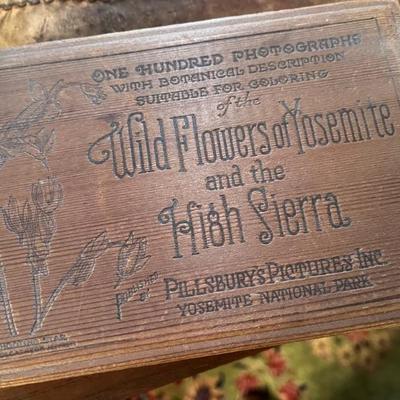 One Hundred Photographs
with Botanical Description
Suitable for Coloring
of the
Wild Flowers of Yosemite
and the
High Sierra
Published
by
Pillsbury's Pictures Inc.
Yosemite National Park